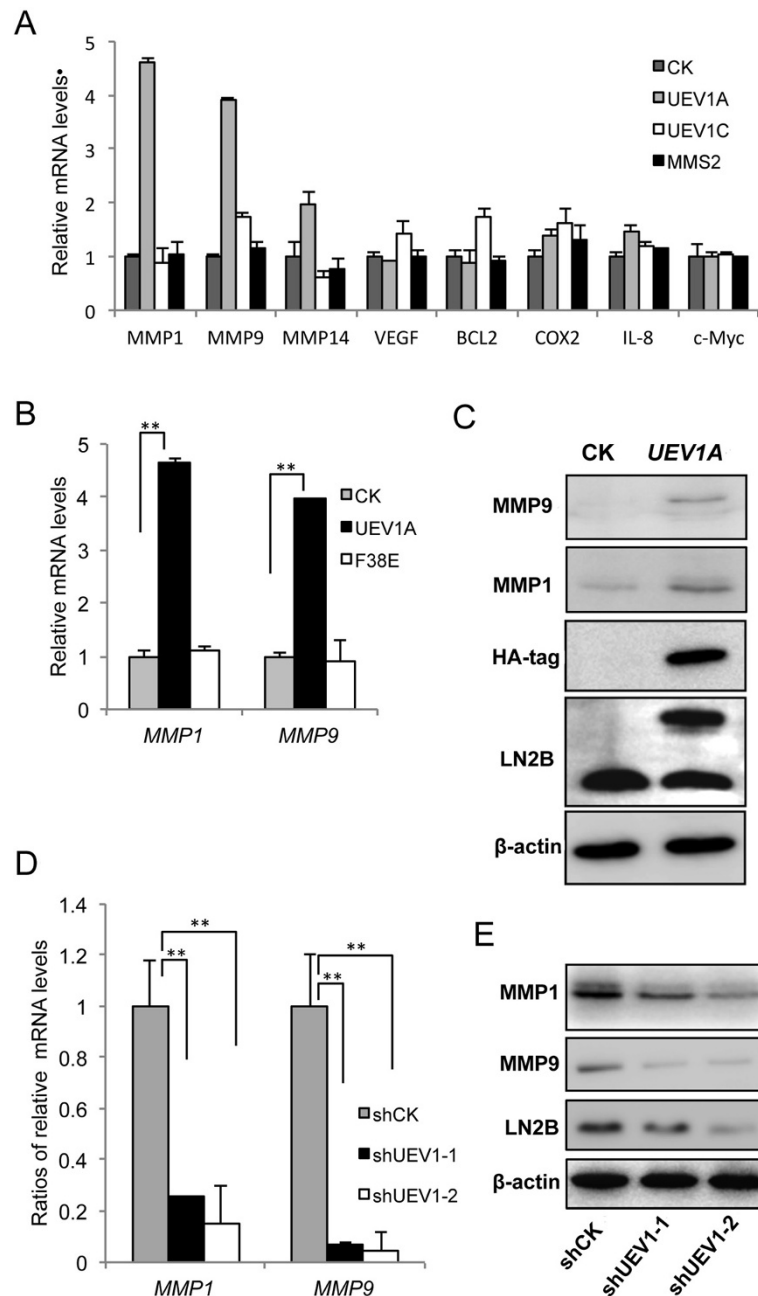 A
Relative mRNA levels•
5
4
3
2
1
0
CK
UEV1A
UEV1C
MMS2
MMP1 MMP9 MMP14 VEGF BCL2 COX2 IL-8 c-Myc
B
Relative mRNA levels
5
4
3
2
1
0
**
**
CK
UEV1A
F38E
MMP1 MMP9
C
CK UEV1A
MMP9
MMP1
HA-tag
LN2B
β-actin
D
Ratios of relative mRNA levels
1.4
1.2
1
0.8
0.6
0.4
0.2
0
**
**
**
**
shCK
shUEV1-1
shUEV1-2
MMP1 MMP9
E
MMP1
MMP9
LN2B
β-actin
shCK shUEV1-1 shUEV1-2